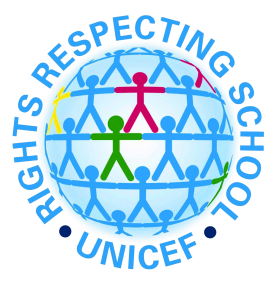 RIGHTS RESPECTING SCHOOL
• UNICEF •